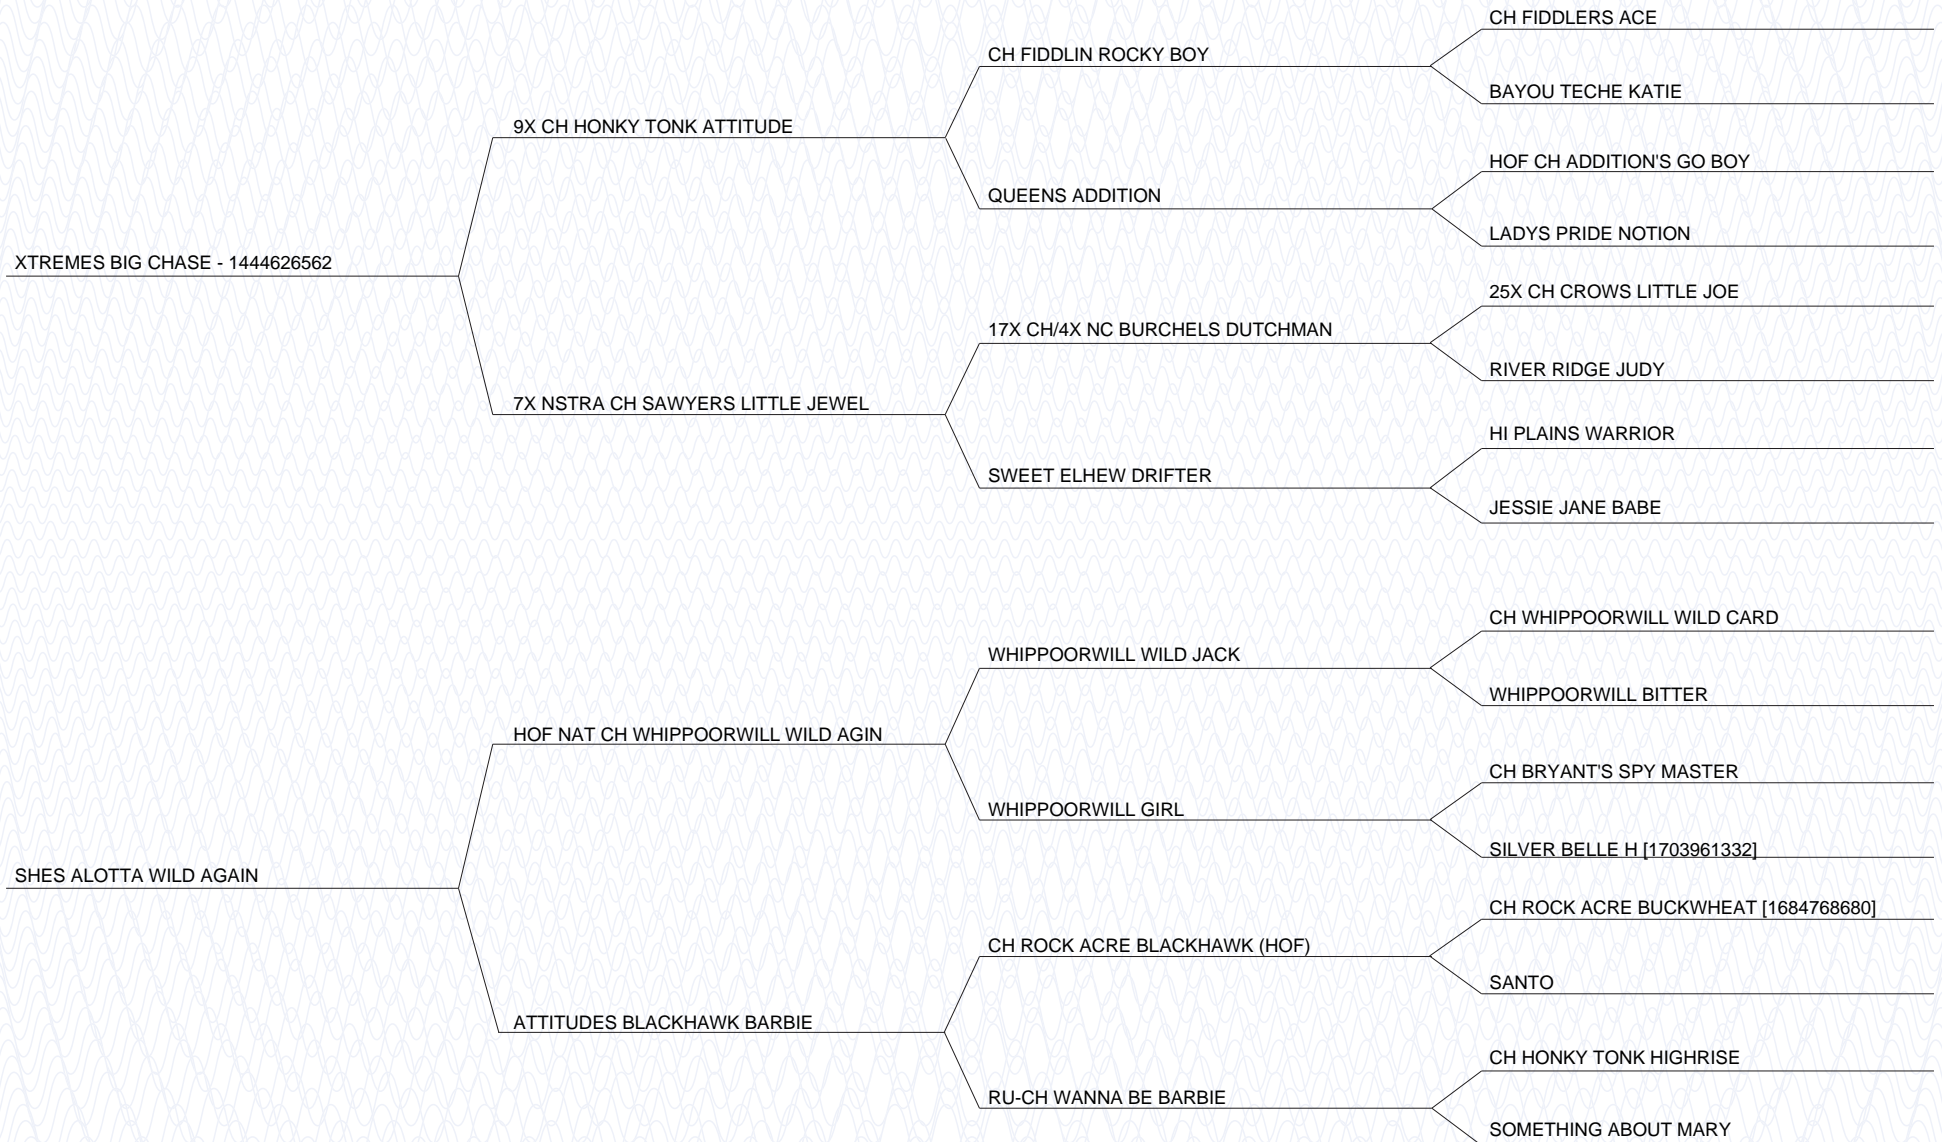 CH FIDDLERS ACE
CH FIDDLIN ROCKY BOY
BAYOU TECHE KATIE
9X CH HONKY TONK ATTITUDE
HOF CH ADDITION'S GO BOY
QUEENS ADDITION
LADYS PRIDE NOTION
XTREMES BIG CHASE - 1444626562
25X CH CROWS LITTLE JOE
17X CH/4X NC BURCHELS DUTCHMAN
RIVER RIDGE JUDY
7X NSTRA CH SAWYERS LITTLE JEWEL
HI PLAINS WARRIOR
SWEET ELHEW DRIFTER
JESSIE JANE BABE
CH WHIPPOORWILL WILD CARD
WHIPPOORWILL WILD JACK
WHIPPOORWILL BITTER
HOF NAT CH WHIPPOORWILL WILD AGIN
CH BRYANT'S SPY MASTER
WHIPPOORWILL GIRL
SILVER BELLE H [1703961332]
SHES ALOTTA WILD AGAIN
CH ROCK ACRE BUCKWHEAT [1684768680]
CH ROCK ACRE BLACKHAWK (HOF)
SANTO
ATTITUDES BLACKHAWK BARBIE
CH HONKY TONK HIGHRISE
RU-CH WANNA BE BARBIE
SOMETHING ABOUT MARY